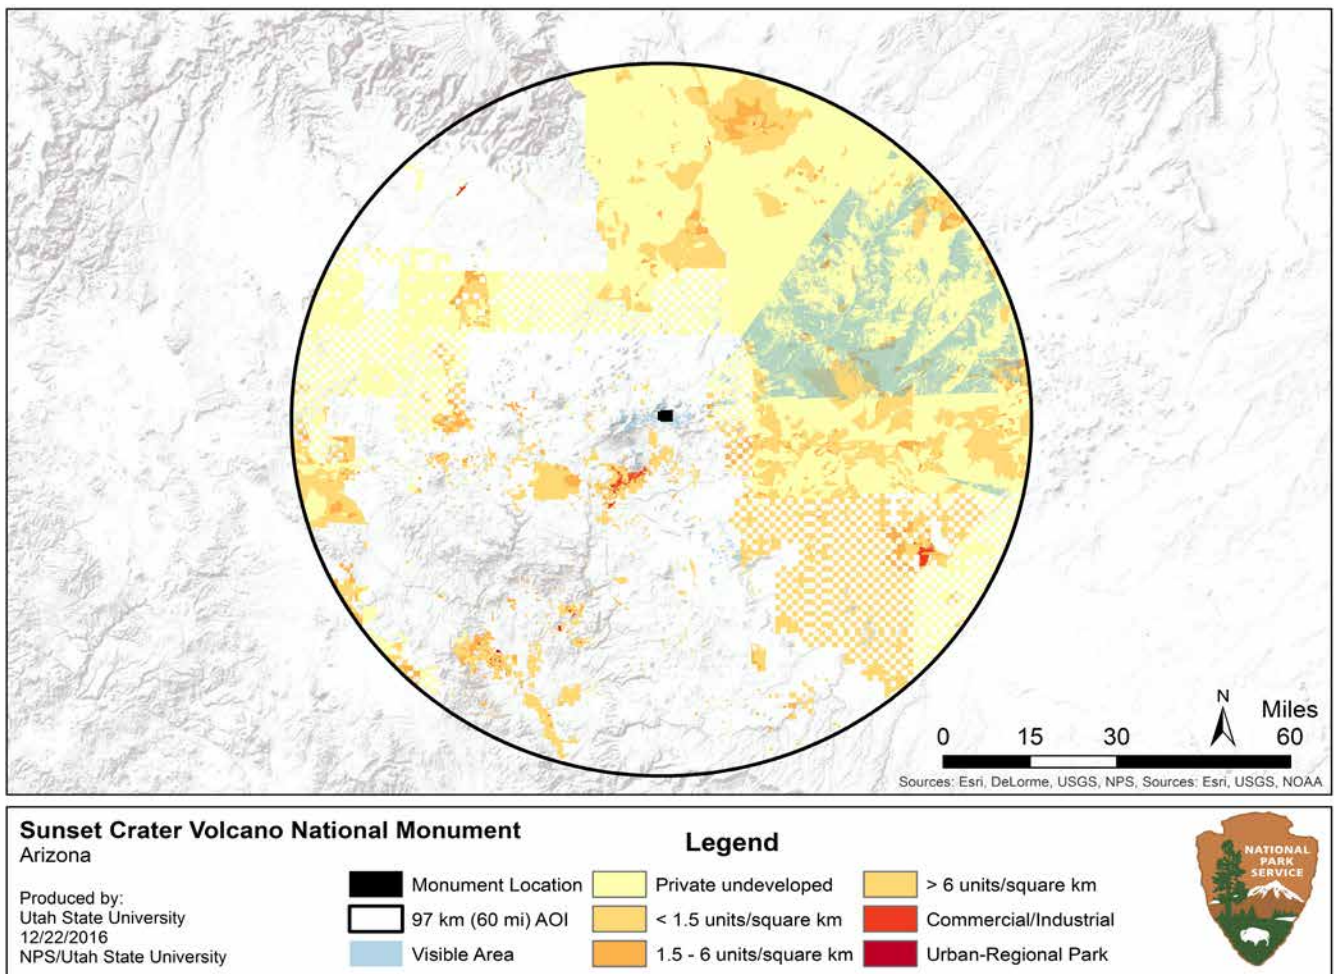 N
Miles
0 15 30 60
Sources: Esri, DeLorme, USGS, NPS, Sources: Esri, USGS, NOAA
Sunset Crater Volcano National Monument
Arizona
Produced by:
Utah State University
12/22/2016
NPS/Utah State University
Legend
Monument Location
97 km (60 mi) AOI
Visible Area
Private undeveloped
< 1.5 units/square km
1.5 - 6 units/square km
> 6 units/square km
Commercial/Industrial
Urban-Regional Park
NATIONAL
PARK
SERVICE